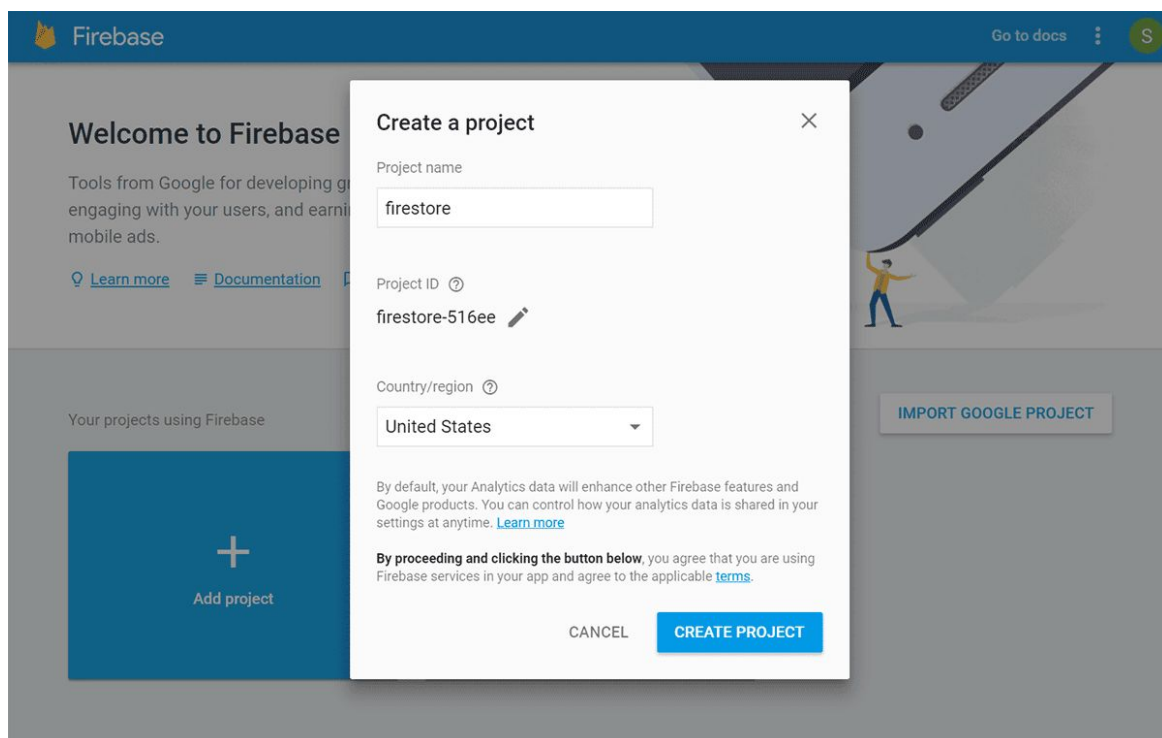 Firebase
Go to docs
S
Welcome to Firebase
Tools from Google for developing
engaging with your users, and
mobile ads.
Learn more
Documentation
Your projects using Firebase
Add project
IMPORT GOOGLE PROJECT
Create a project
Project name
firestore
Project ID
firestore-516ee
Country/region
United States
By default, your Analytics data will enhance other Firebase features and
Google products. You can control how your analytics data is shared in your
settings at anytime. Learn more
By proceeding and clicking the button below, you agree that you are using
Firebase services in your app and agree to the applicable terms.
CANCEL
CREATE PROJECT